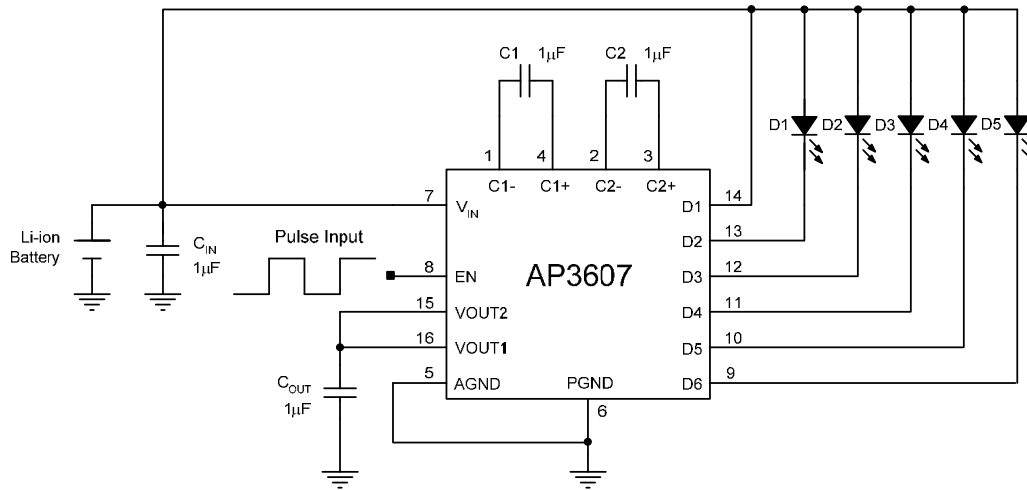 C1 1μF C2 1μF
D1 D2 D3 D4 D5
1 4 2 3
C1- C1+ C2- C2+
7 VIN D1 14
Li-ion
Battery
CIN
1μF
Pulse Input
D2 13
8 EN AP3607 D3 12
15 VOUT2 D4 11
16 VOUT1 D5 10
5 AGND PGND D6 9
COUT
1μF
6